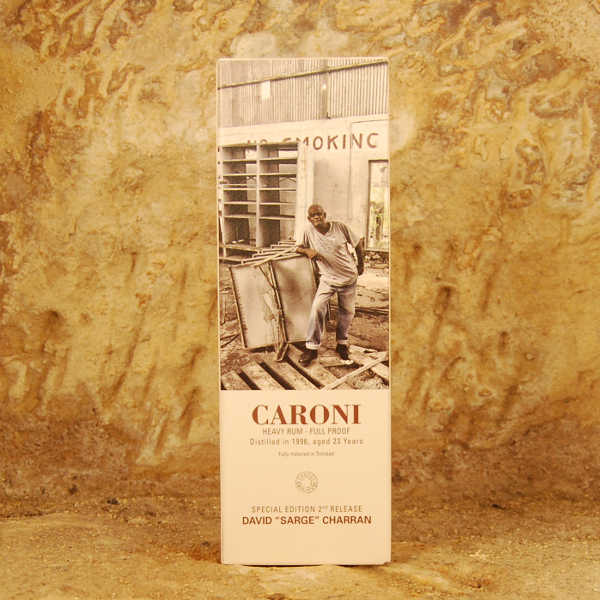 NO SMOKING
CARONI
HEAVY RUM - FULL PROOF
Distilled in 1996, aged 23 Years
Fully matured in Trinidad
SPECIAL EDITION 2ND RELEASE
DAVID "SARGE" CHARRAN